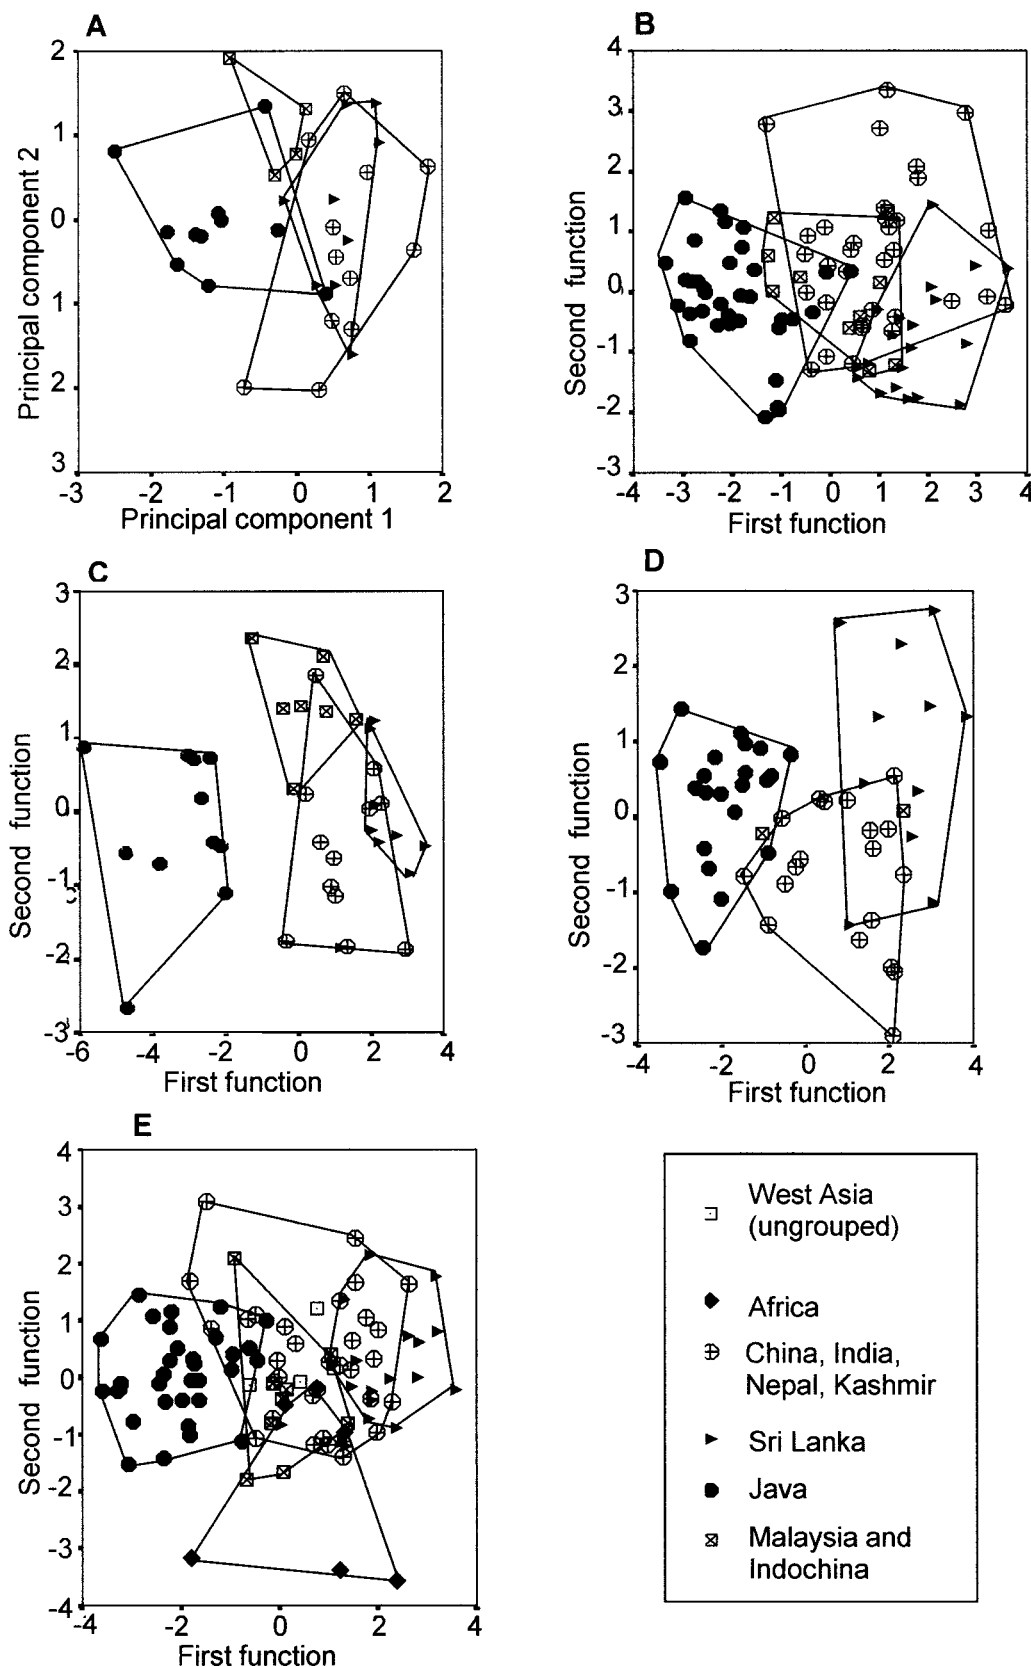 A
2
1
0
1
2
3
-3
-2
-1
0
1
2
Principal component 2
Principal component 1
B
4
3
2
1
0
-1
-2
-3
-4
-3
-2
-1
0
1
2
3
4
Second function
First function
C
3
2
1
0
-1
-2
-3
-6
-4
-2
0
2
4
Second function
First function
D
3
2
1
0
-1
-2
-3
-4
-2
0
2
4
Second function
First function
E
4
3
2
1
0
-1
-2
-3
-4
-4
-2
0
2
4
Second function
First function
West Asia
(ungrouped)
Africa
China, India,
Nepal, Kashmir
Sri Lanka
Java
Malaysia and
Indochina